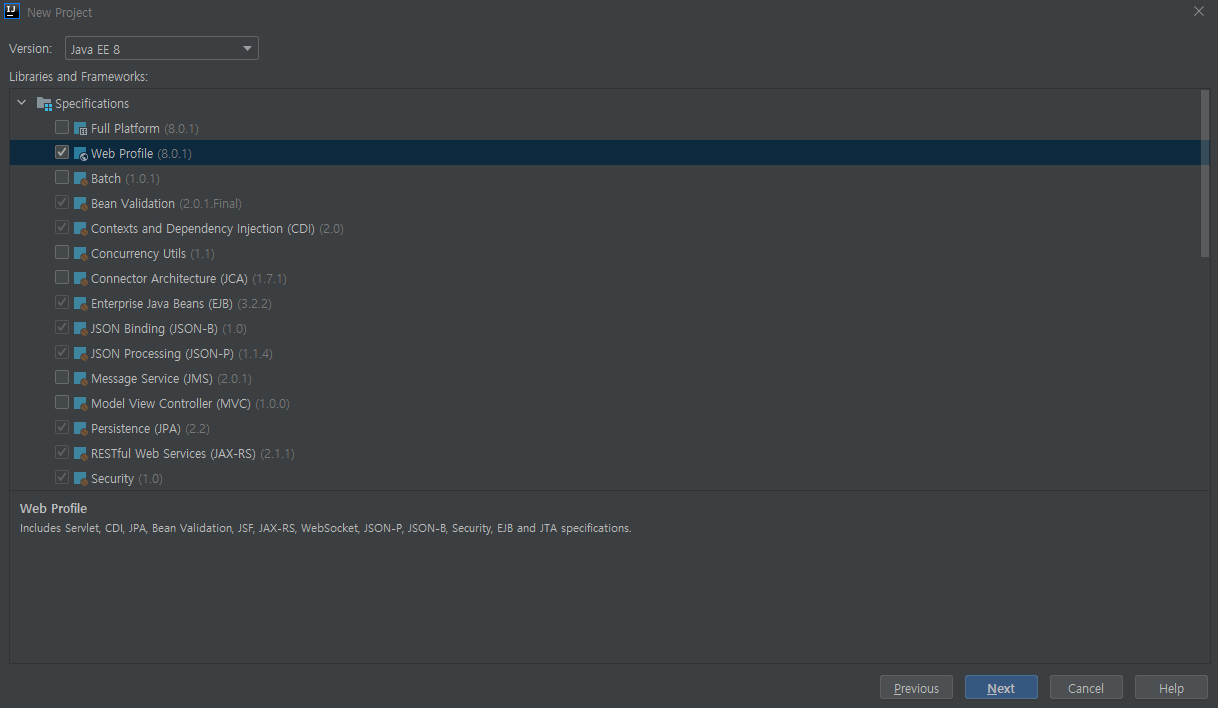 IJ
New Project
Version: Java EE 8
Libraries and Frameworks:
Specifications
Full Platform (8.0.1)
Web Profile (8.0.1)
Batch (1.0.1)
Bean Validation (2.0.1.Final)
Contexts and Dependency Injection (CDI) (2.0)
Concurrency Utils (1.1)
Connector Architecture (JCA) (1.7.1)
Enterprise Java Beans (EJB) (3.2.2)
JSON Binding (JSON-B) (1.0)
JSON Processing (JSON-P) (1.1.4)
Message Service (JMS) (2.0.1)
Model View Controller (MVC) (1.0.0)
Persistence (JPA) (2.2)
RESTful Web Services (JAX-RS) (2.1.1)
Security (1.0)
Web Profile
Includes Servlet, CDI, JPA, Bean Validation, JSF, JAX-RS, WebSocket, JSON-P, JSON-B, Security, EJB and JTA specifications.
Previous Next Cancel Help